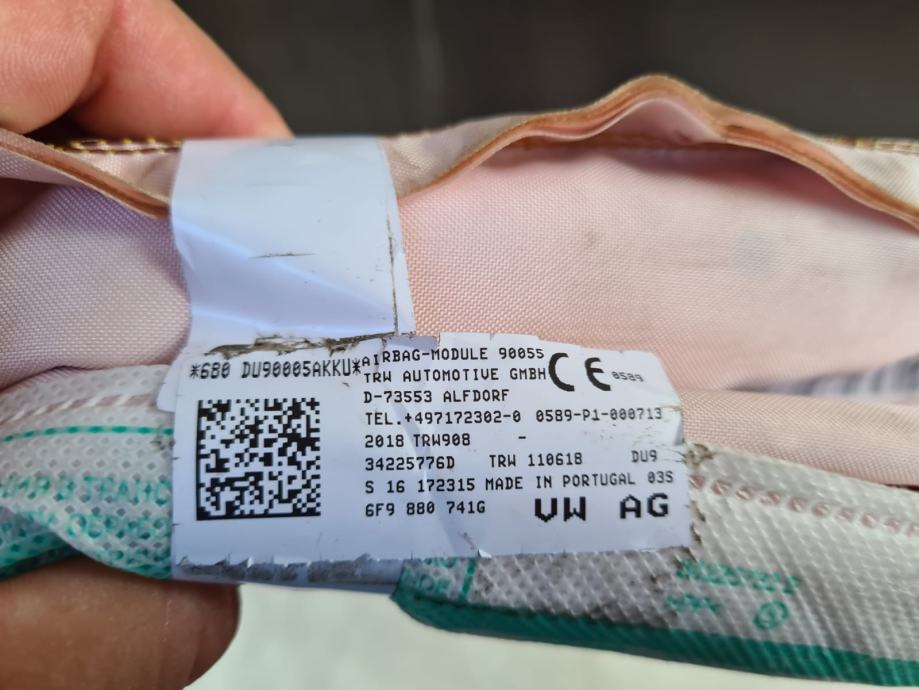 *6B0 DU90005AKKU*
AIRBAG-MODULE 90055
TRW AUTOMOTIVE GMBH
CE 0589
D-73553 ALFDORF
TEL.+497172302-0 0589-P1-000713
2018 TRW908 -
34225776D TRW 110618 DU9
S 16 172315 MADE IN PORTUGAL 03S
6F9 880 741G VW AG